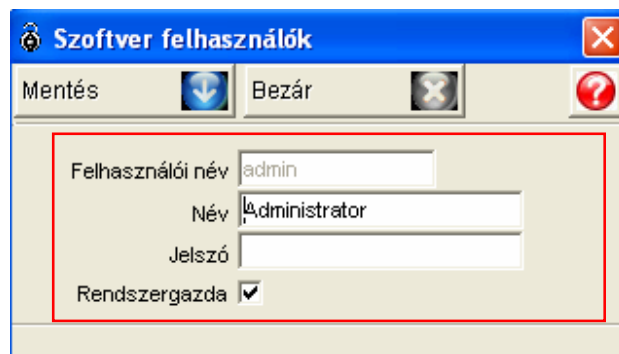 Szoftver felhasználók
Mentés Bezár ?
Felhasználói név admin
Név Administrator
Jelszó
Rendszergazda